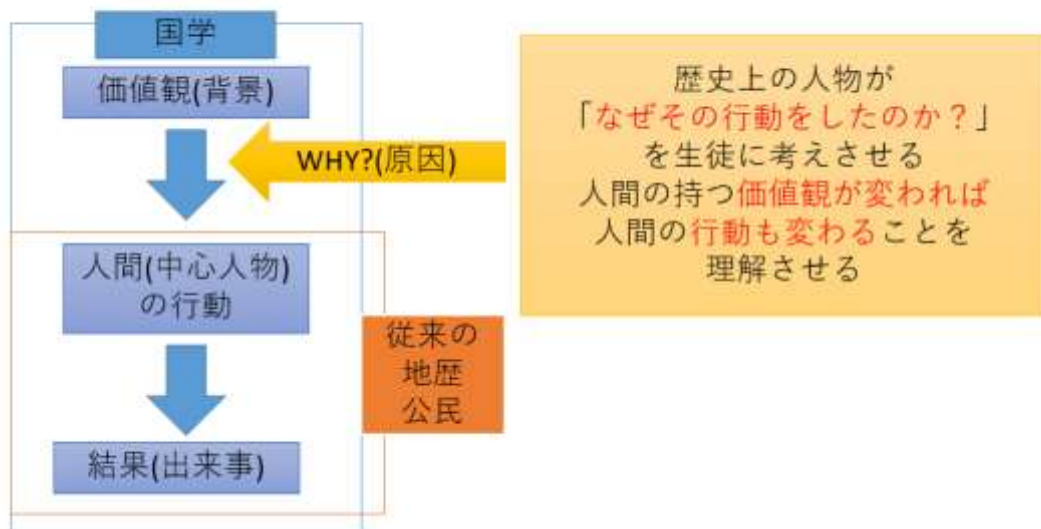 国学
価値観(背景)
WHY?(原因)
人間(中心人物)
の行動
結果(出来事)
従来の
地歴
公民
歴史上の人物が
「なぜその行動をしたのか？」
を生徒に考えさせる
人間の持つ価値観が変われば
人間の行動も変わることを
理解させる